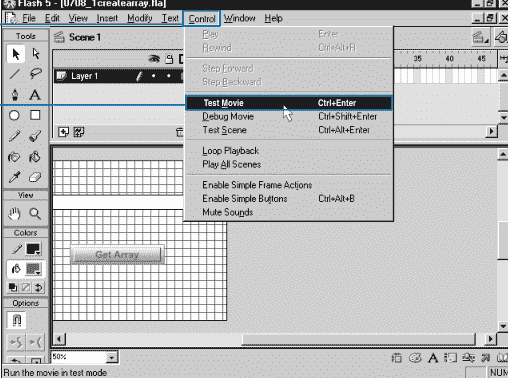 Flash 5 - [0708_1createarray.fla]
File Edit View Insert Modify Text Control Window Help
Tools
Scene 1
Play Enter
Rewind Ctrl+Alt+R
Step Forward
Step Backward
Test Movie Ctrl+Enter
Debug Movie Ctrl+Shift+Enter
Test Scene Ctrl+Alt+Enter
Loop Playback
Play All Scenes
Enable Simple Frame Actions
Enable Simple Buttons Ctrl+Alt+B
Mute Sounds
35 40 45
Layer 1
View
Colors
Options
Get Array
50%
Run the movie in test mode
NUM